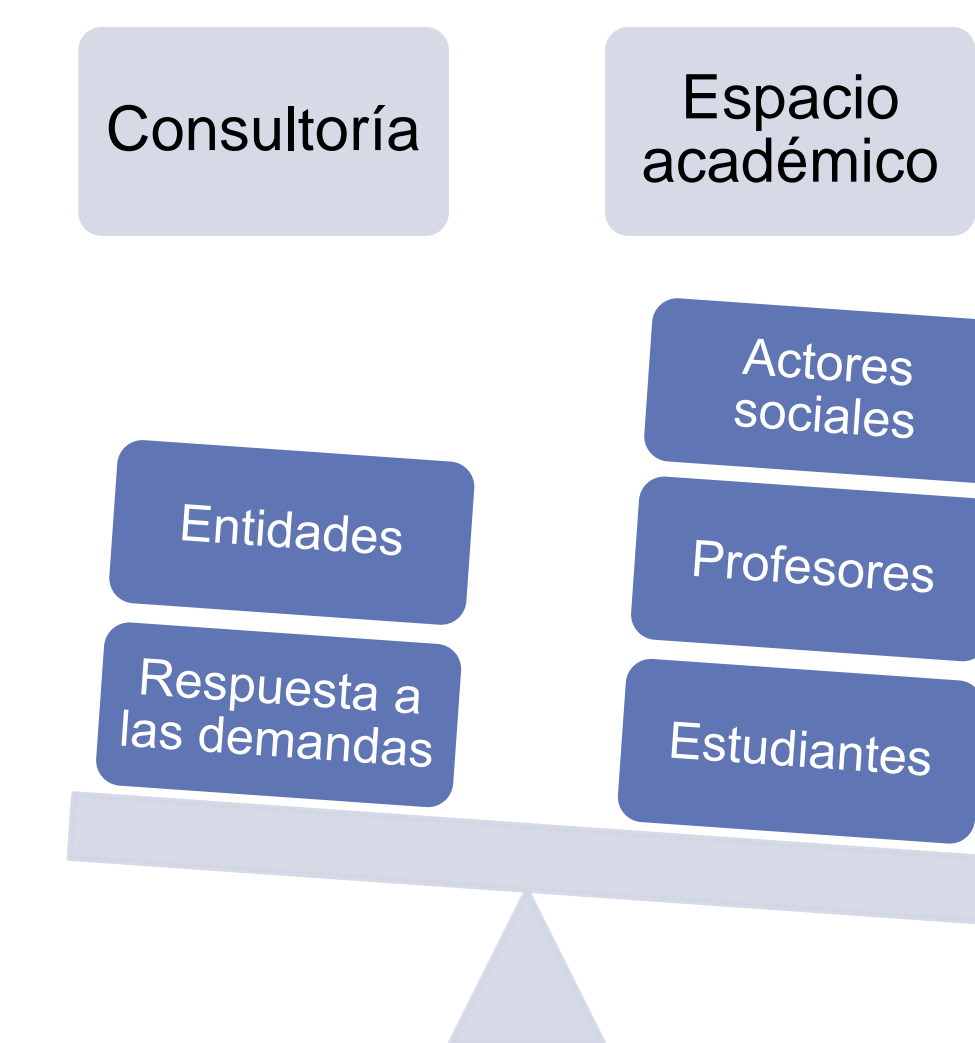 Consultoría
Espacio
académico
Actores
sociales
Entidades
Profesores
Respuesta a
las demandas
Estudiantes